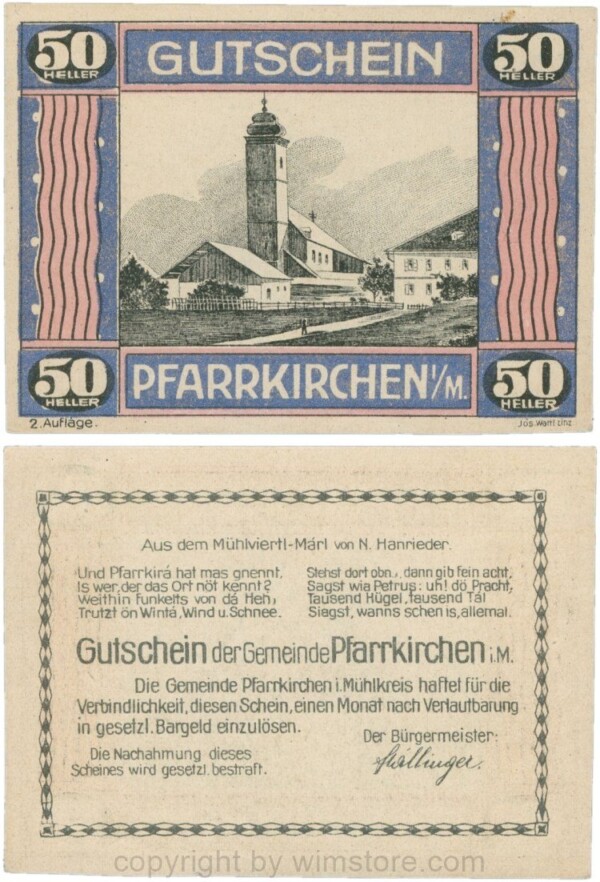 50 HELLER
GUTSCHEIN
50 HELLER
50 HELLER
PFARRKIRCHEN I/M.
50 HELLER
2. Auflage.
Jos. Wattl Linz
Aus dem Mühlviertl-Márl von N. Hanrieder.
Und Pfarrkirá hat mas gnennt,
Is wer, der das Ort nöt kennt?
Weithin funkelts von dá Heh,
Trutzt ön Wintá, Wind u. Schnee.
Stehst dort obn, dann gib fein acht,
Sagst wia Petrus: uh! dö Pracht,
Tausend Hügel, tausend Tal
Siagst, wanns schen is, allemal.
Gutschein der Gemeinde Pfarrkirchen i. M.
Die Gemeinde Pfarrkirchen i. Mühlkreis haftet für die
Verbindlichkeit, diesen Schein, einen Monat nach Verlautbarung
in gesetzl. Bargeld einzulösen.
Der Bürgermeister:
Die Nachahmung dieses
Scheines wird gesetzl. bestraft.
copyright by wimstore.com